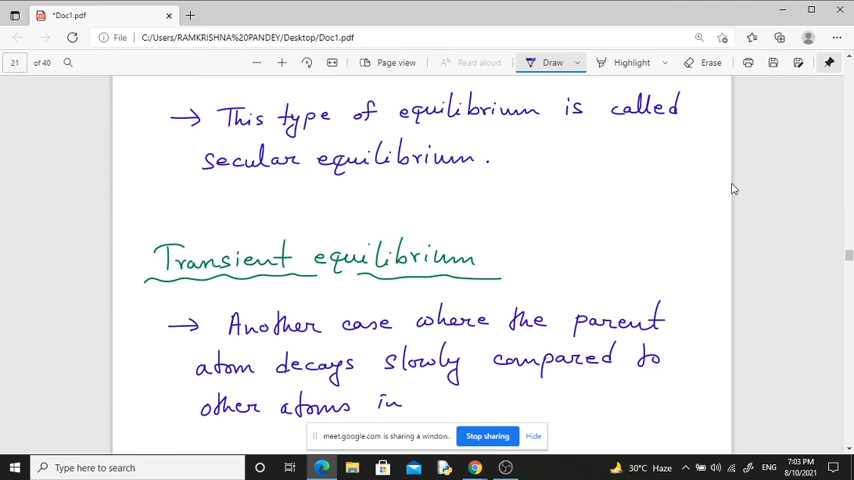 *Doc1.pdf
File C:/Users/RAMKRISHNA%20PANDEY/Desktop/Doc1.pdf
21 of 40 Page view Read aloud Draw Highlight Erase
→ This type of equilibrium is called
secular equilibrium.
Transient equilibrium
→ Another case where the parent
atom decays slowly compared to
other atoms in
meet.google.com is sharing a window. Stop sharing Hide
Type here to search 30°C Haze ENG 7:03 PM
8/10/2021